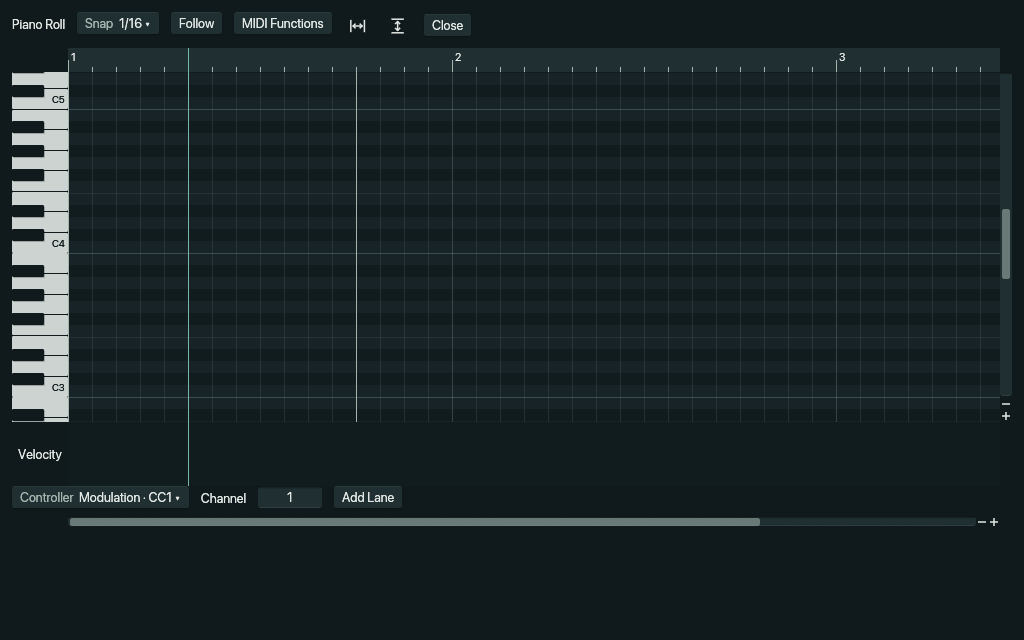 Piano Roll Snap 1/16 Follow MIDI Functions Close
1 2 3
C5
C4
C3
Velocity
Controller Modulation · CC1 Channel 1 Add Lane